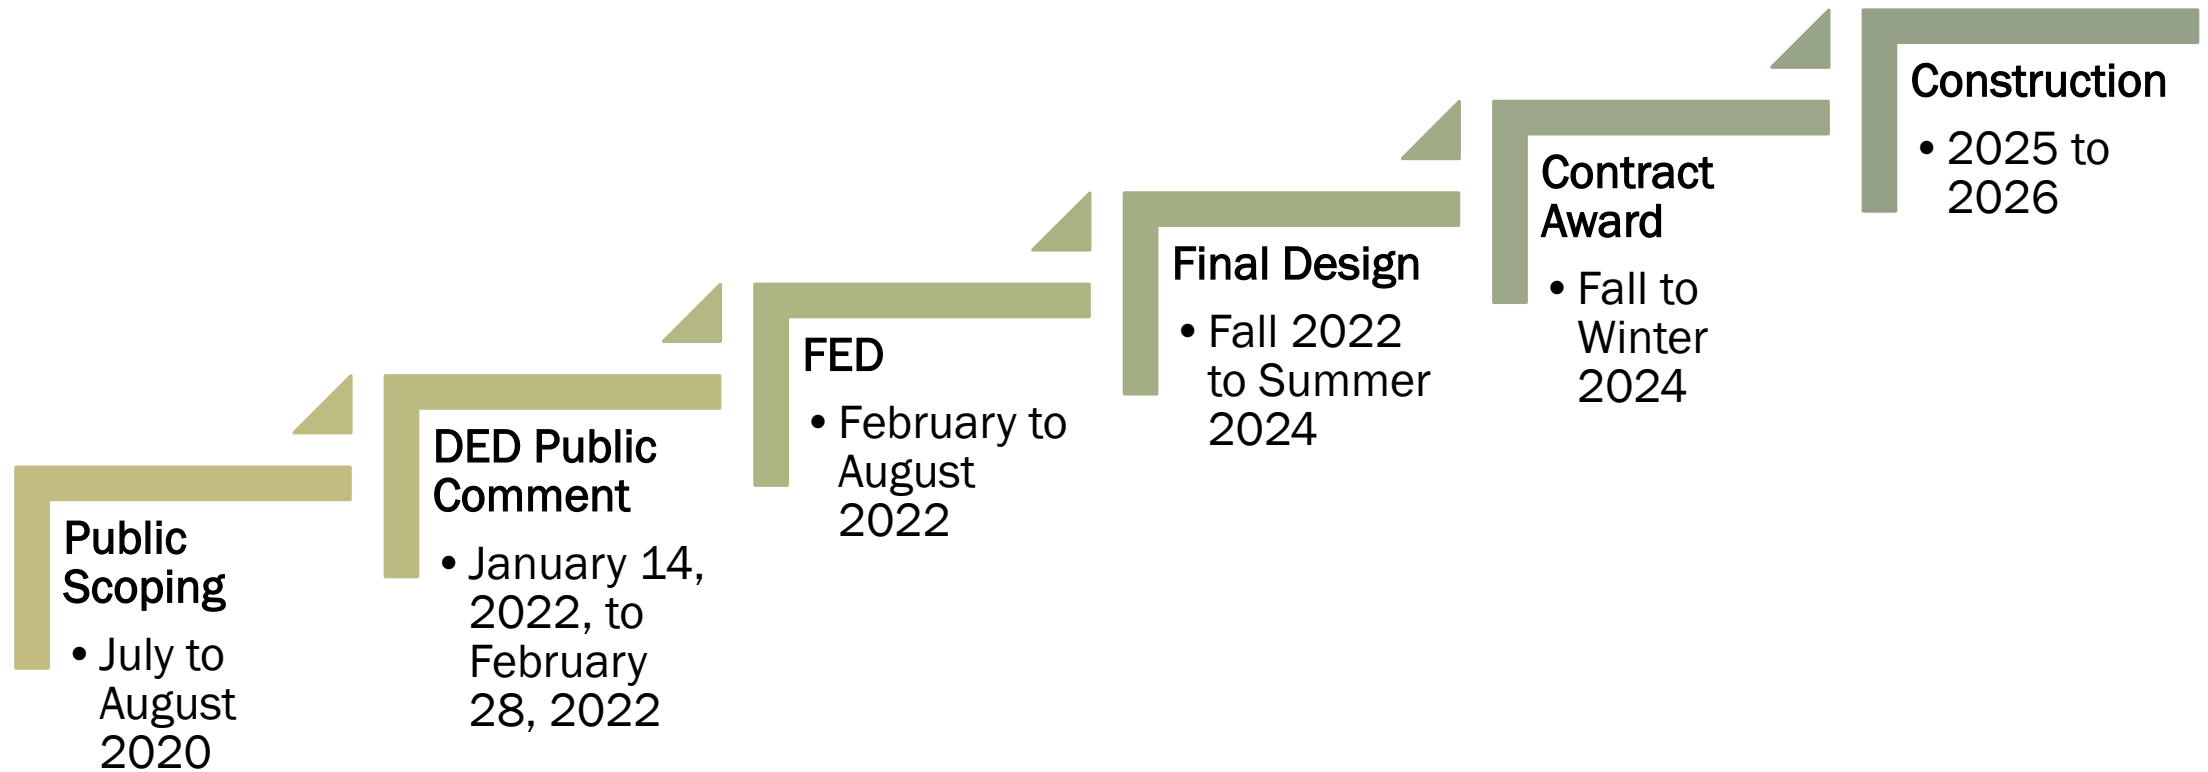 Public
Scoping
• July to
August
2020
DED Public
Comment
• January 14,
2022, to
February
28, 2022
FED
• February to
August
2022
Final Design
• Fall 2022
to Summer
2024
Contract
Award
• Fall to
Winter
2024
Construction
• 2025 to
2026